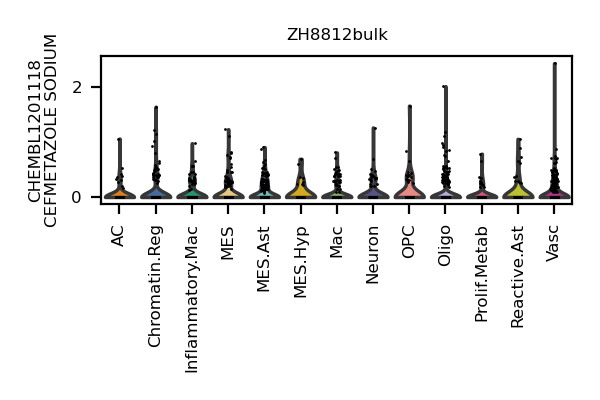 ZH8812bulk
CHEMBL1201118
CEFMETAZOLE SODIUM
2
0
AC
Chromatin.Reg
Inflammatory.Mac
MES
MES.Ast
MES.Hyp
Mac
Neuron
OPC
Oligo
Prolif.Metab
Reactive.Ast
Vasc